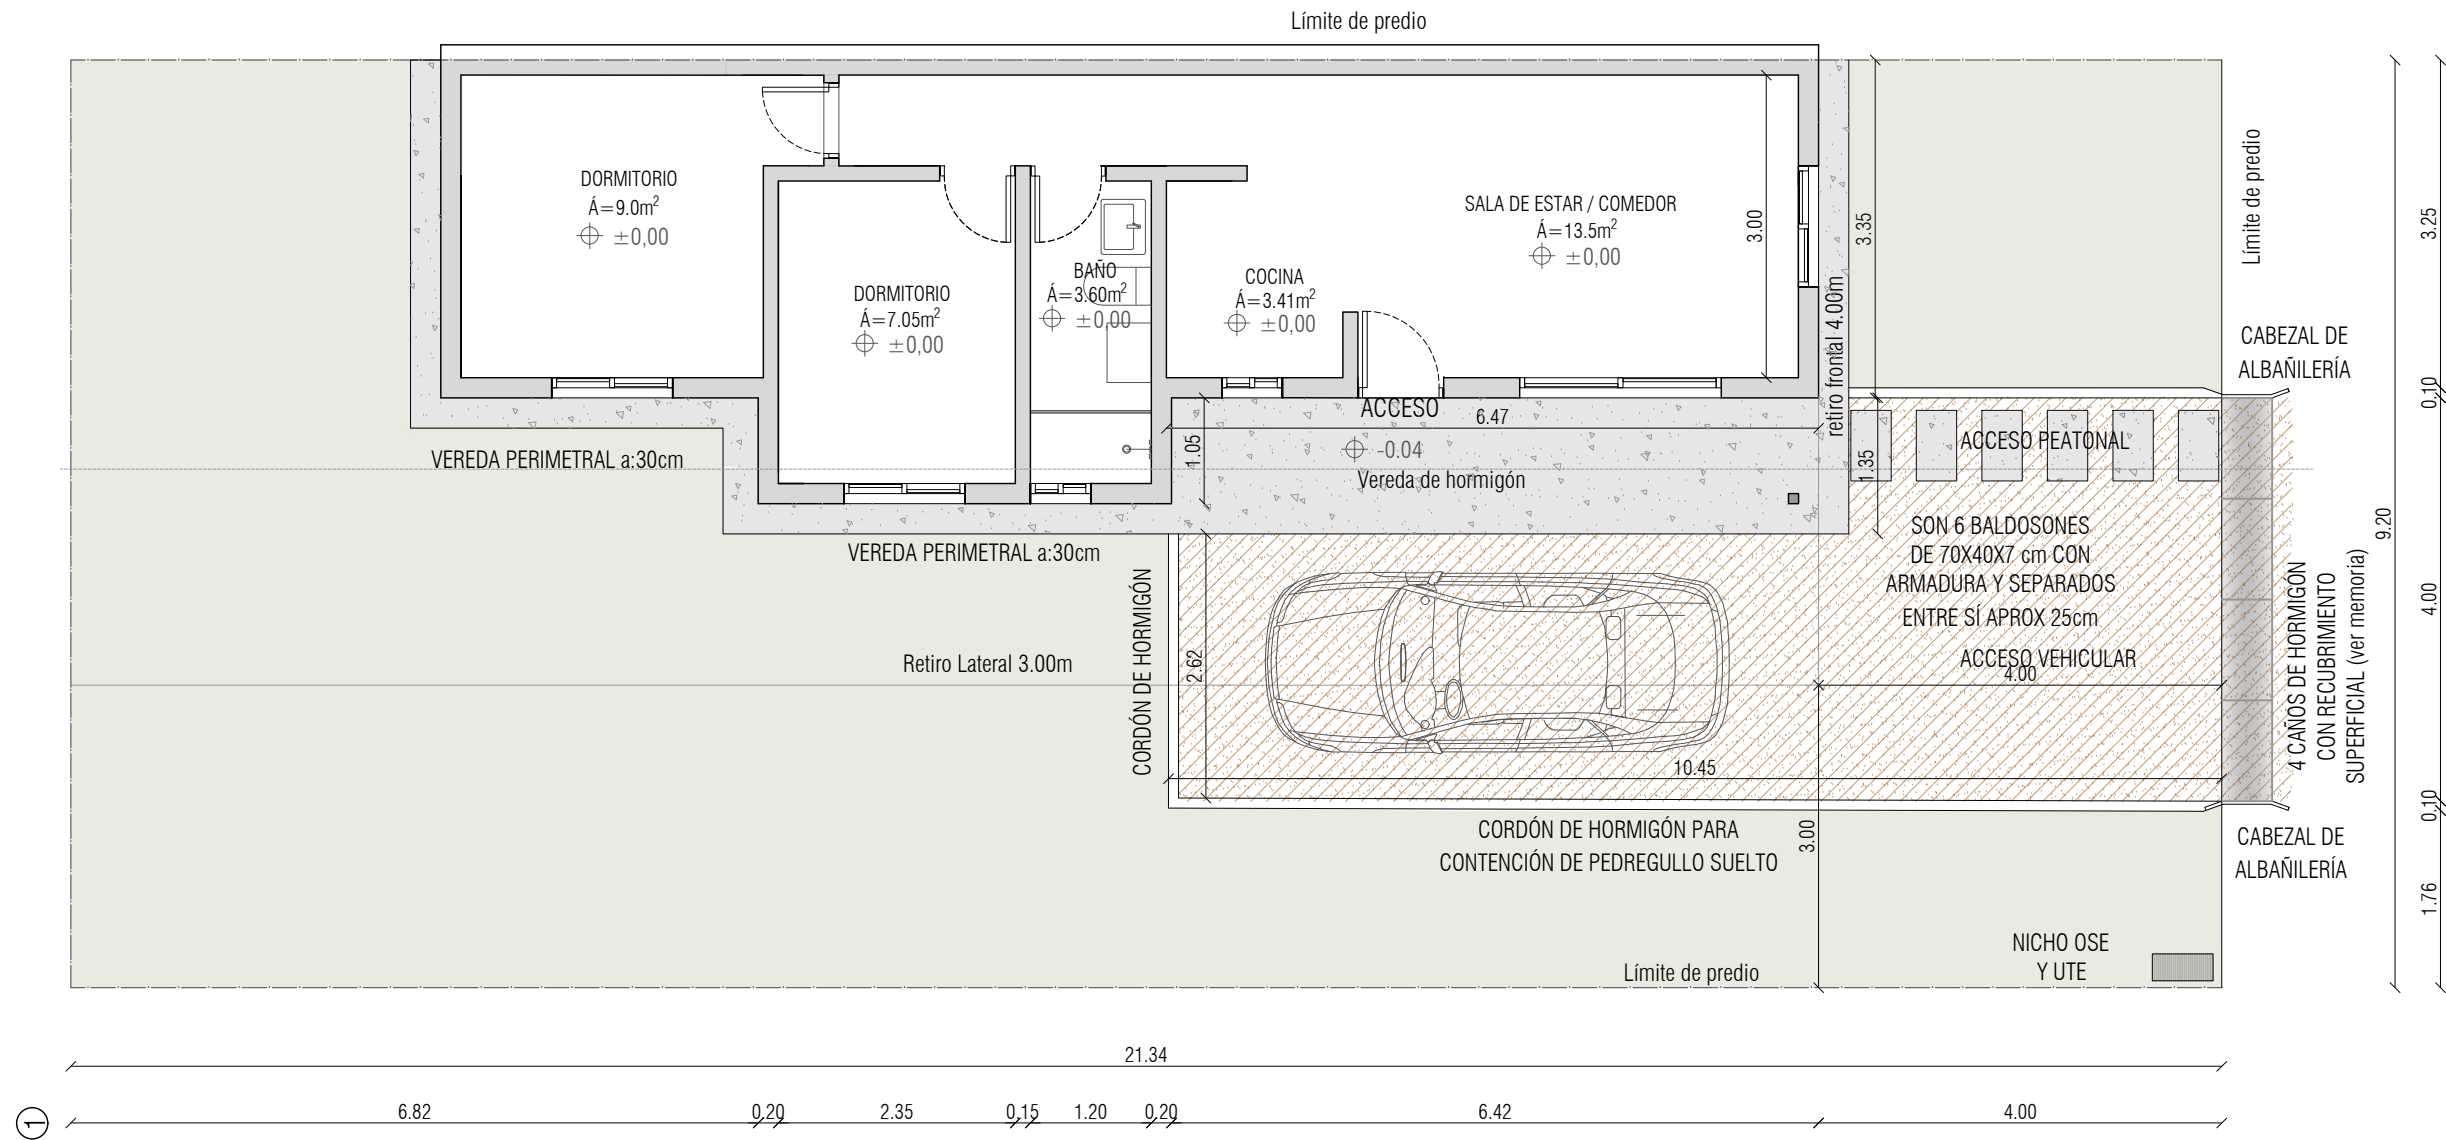 Límite de predio
DORMITORIO
Á=9.0m²
±0,00
DORMITORIO
Á=7.05m²
±0,00
BAÑO
Á=3.60m²
±0,00
COCINA
Á=3.41m²
±0,00
SALA DE ESTAR / COMEDOR
Á=13.5m²
±0,00
3.00
3.35
retiro frontal 4.00m
Límite de predio
3.25
CABEZAL DE
ALBAÑILERÍA
0.10
ACCESO
6.47
-0.04
1.05
Vereda de hormigón
1.35
ACCESO PEATONAL
VEREDA PERIMETRAL a:30cm
VEREDA PERIMETRAL a:30cm
SON 6 BALDOSONES
DE 70X40X7 cm CON
ARMADURA Y SEPARADOS
ENTRE SÍ APROX 25cm
ACCESO VEHICULAR
4.00
9.20
4.00
4 CAÑOS DE HORMIGÓN
CON RECUBRIMIENTO
SUPERFICIAL (ver memoria)
CORDÓN DE HORMIGÓN
2.62
Retiro Lateral 3.00m
10.45
0.10
CORDÓN DE HORMIGÓN PARA
CONTENCIÓN DE PEDREGULLO SUELTO
3.00
CABEZAL DE
ALBAÑILERÍA
1.76
NICHO OSE
Y UTE
Límite de predio
21.34
1
6.82
0.20
2.35
0.15
1.20
0.20
6.42
4.00